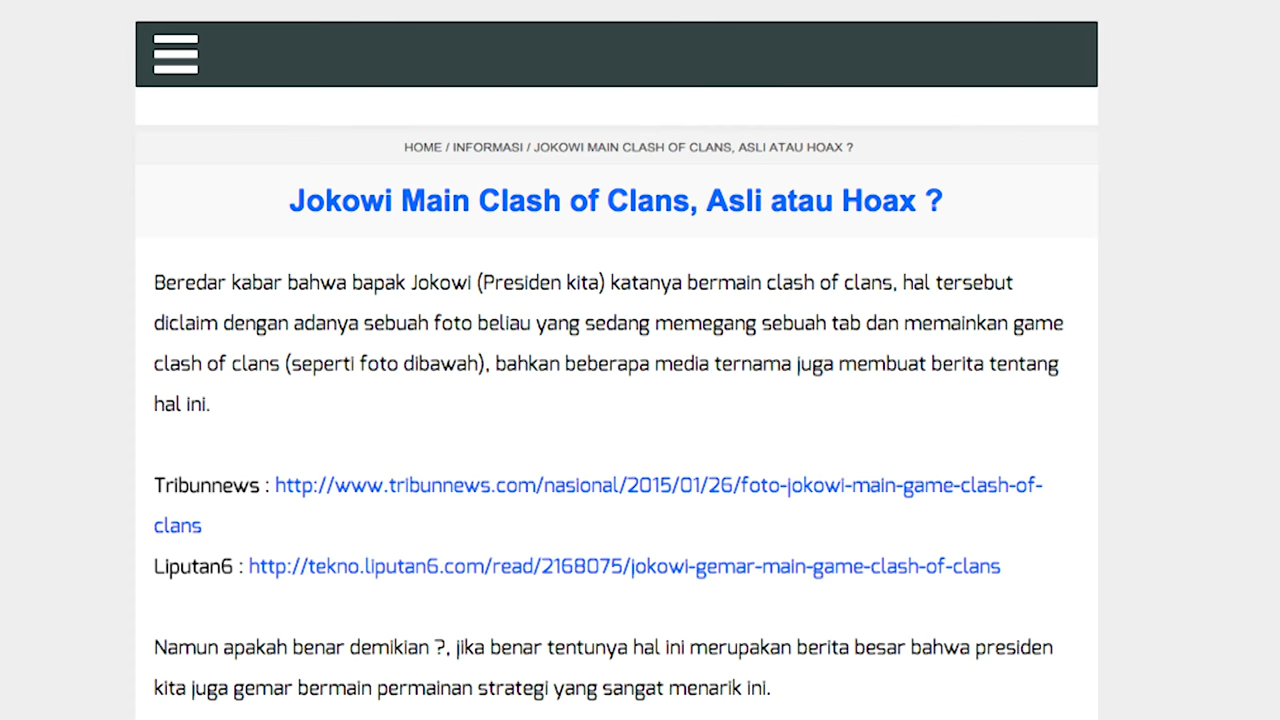 HOME / INFORMASI / JOKOWI MAIN CLASH OF CLANS, ASLI ATAU HOAX ?
Jokowi Main Clash of Clans, Asli atau Hoax ?
Beredar kabar bahwa bapak Jokowi (Presiden kita) katanya bermain clash of clans, hal tersebut
diclaim dengan adanya sebuah foto beliau yang sedang memegang sebuah tab dan memainkan game
clash of clans (seperti foto dibawah), bahkan beberapa media ternama juga membuat berita tentang
hal ini.
Tribunnews : http://www.tribunnews.com/nasional/2015/01/26/foto-jokowi-main-game-clash-of-
clans
Liputan6 : http://tekno.liputan6.com/read/2168075/jokowi-gemar-main-game-clash-of-clans
Namun apakah benar demikian ?, jika benar tentunya hal ini merupakan berita besar bahwa presiden
kita juga gemar bermain permainan strategi yang sangat menarik ini.